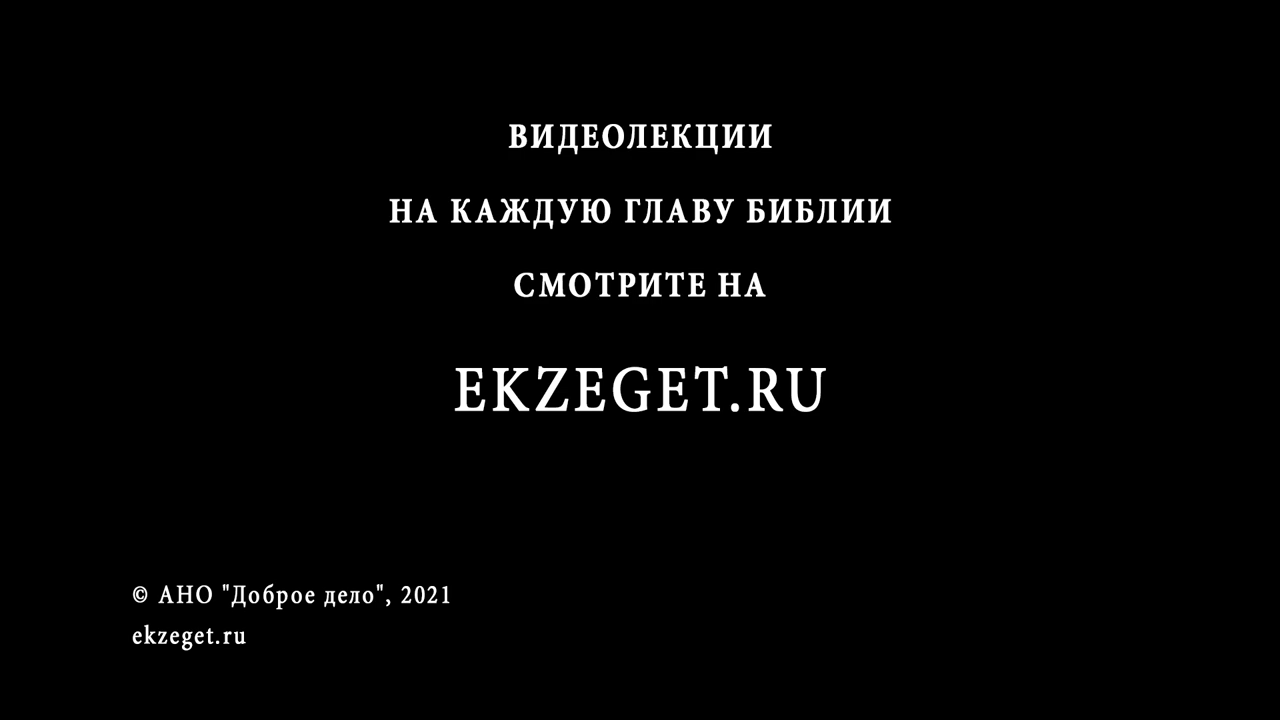 ВИДЕОЛЕКЦИИ
НА КАЖДУЮ ГЛАВУ БИБЛИИ
СМОТРИТЕ НА
EKZEGET.RU
© АНО "Доброе дело", 2021
ekzeget.ru